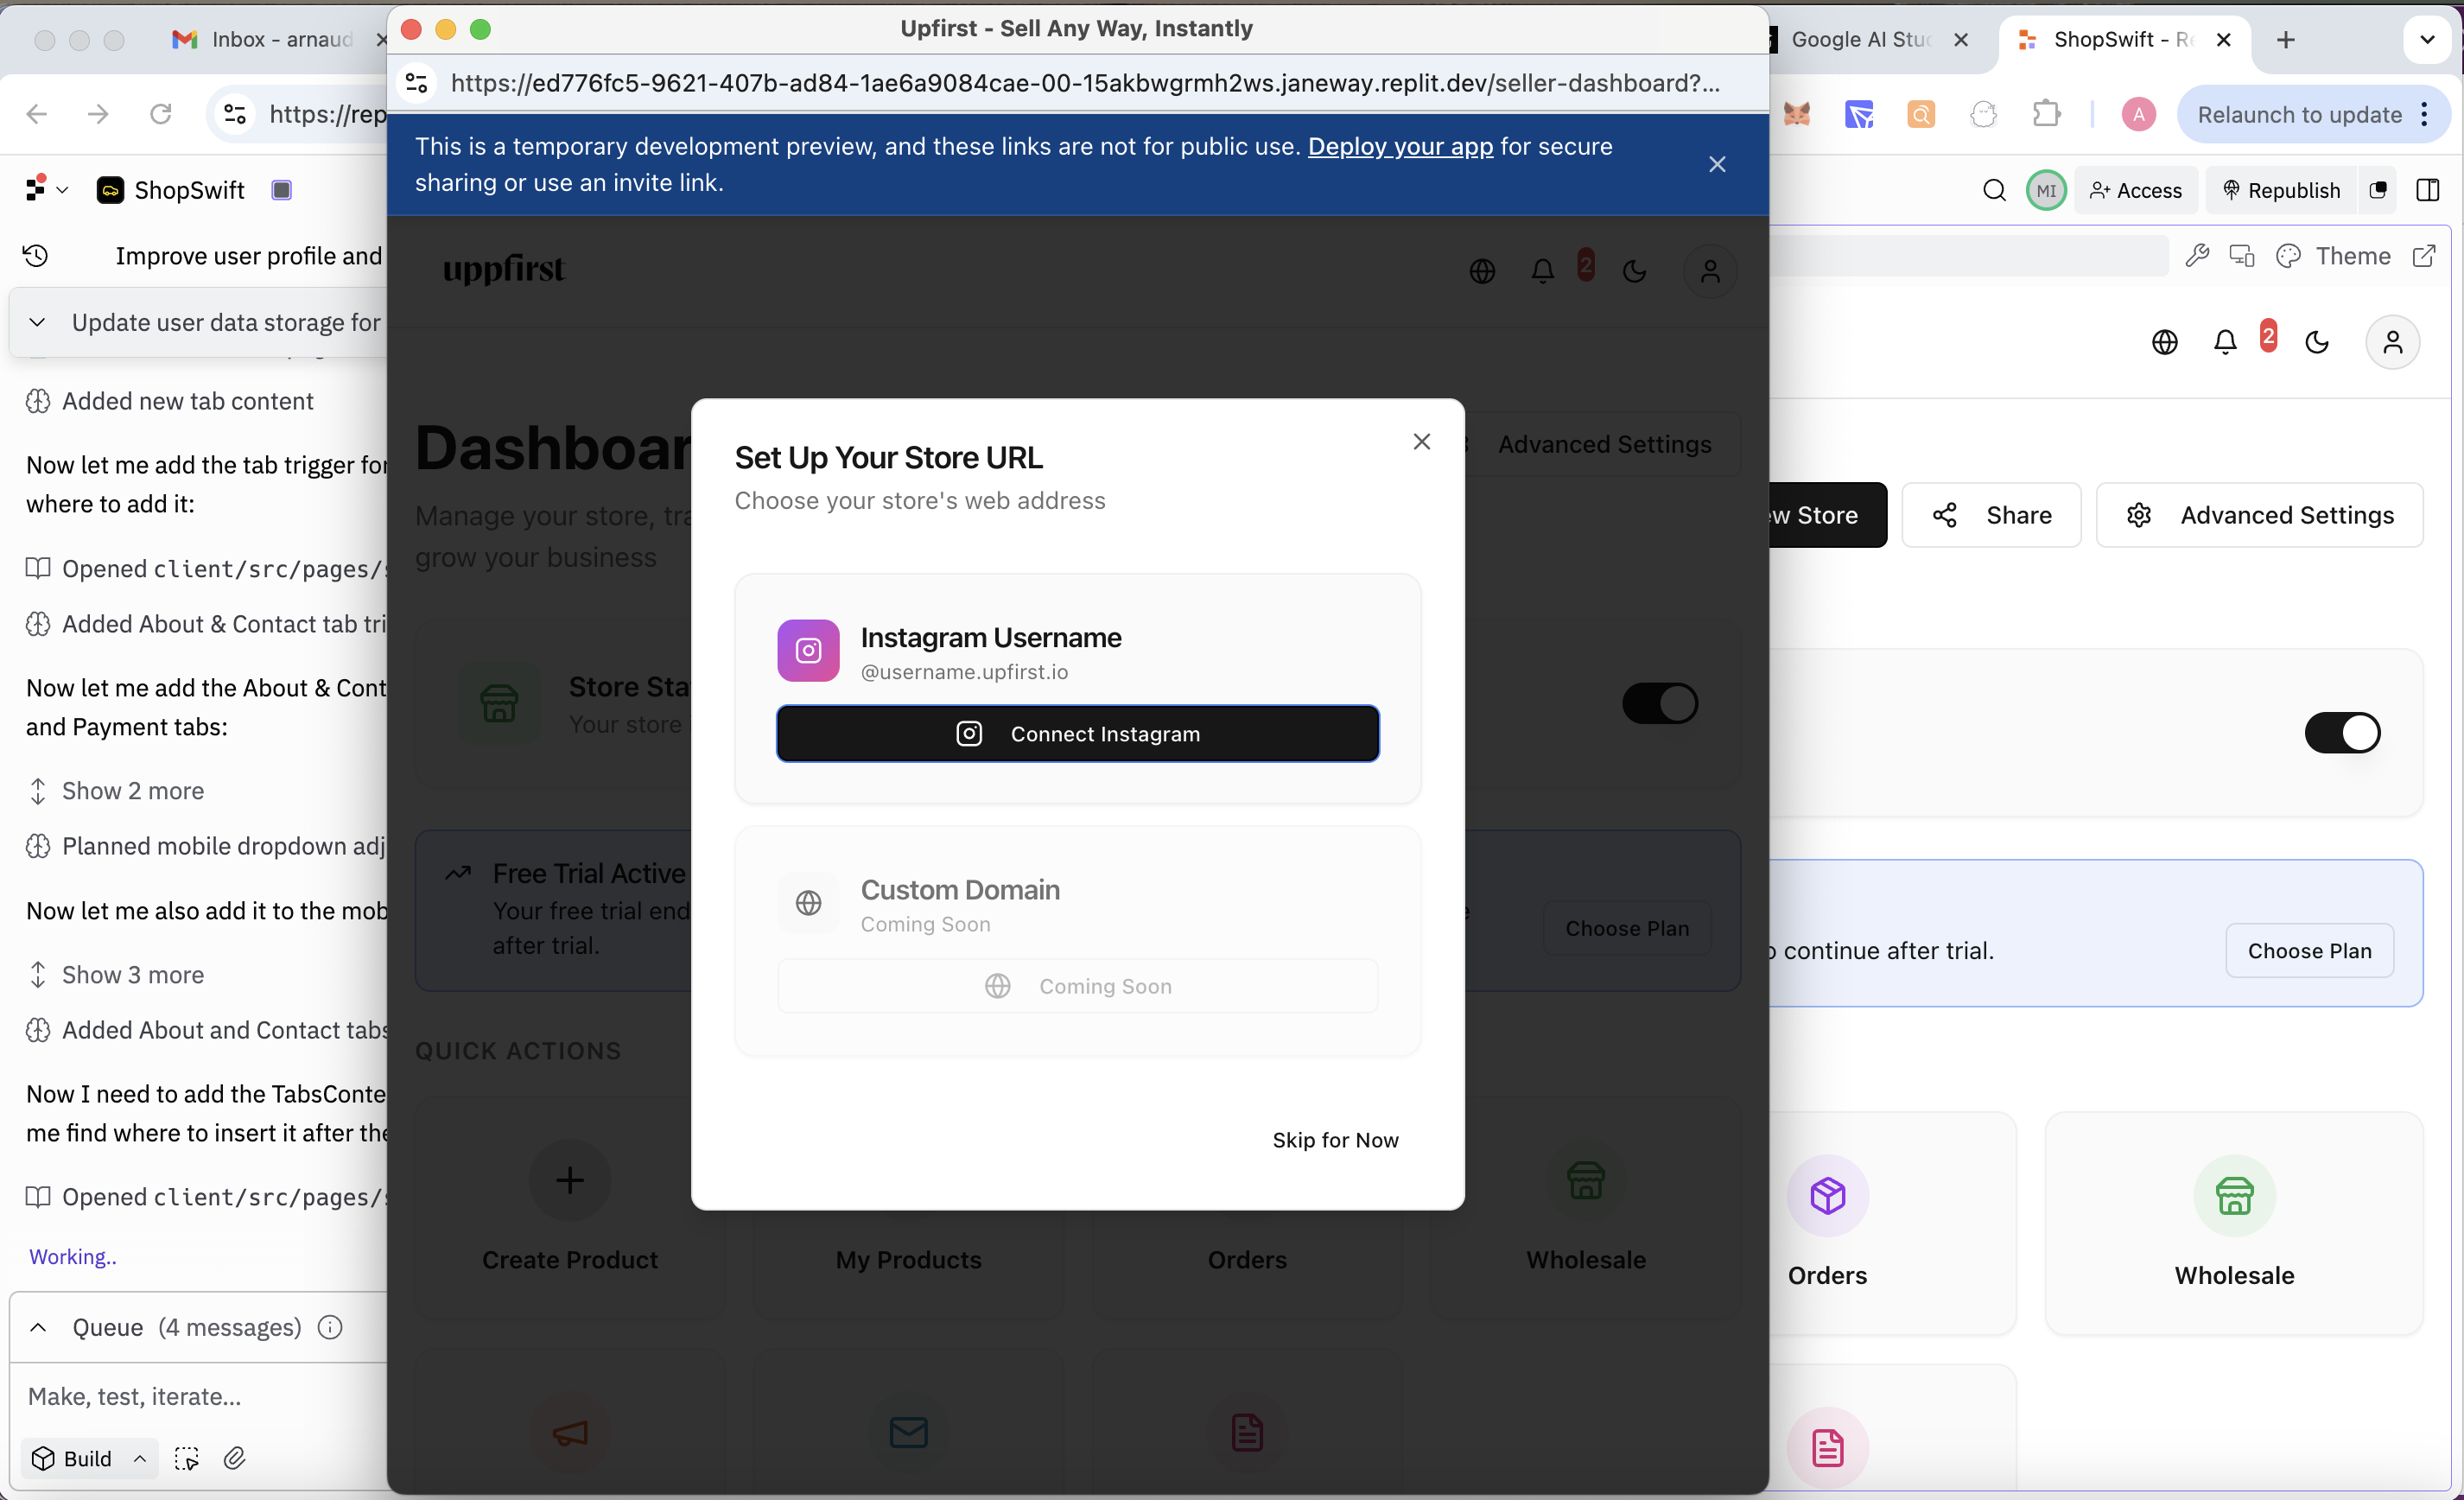 Inbox - arnaud
Upfirst - Sell Any Way, Instantly
Google AI Stu
ShopSwift - Re
https://rep
https://ed776fc5-9621-407b-ad84-1ae6a9084cae-00-15akbwgrmh2ws.janeway.replit.dev/seller-dashboard?...
A
Relaunch to update
This is a temporary development preview, and these links are not for public use. Deploy your app for secure
sharing or use an invite link.
ShopSwift
MI
Access
Republish
Improve user profile and
Theme
Update user data storage for
Added new tab content
Now let me add the tab trigger for
where to add it:
Opened client/src/pages/s
Added About & Contact tab tri
Now let me add the About & Cont
and Payment tabs:
Show 2 more
Planned mobile dropdown adj
Now let me also add it to the mob
Show 3 more
Added About and Contact tabs
Now I need to add the TabsConte
me find where to insert it after the
Opened client/src/pages/s
Working..
Queue (4 messages)
Make, test, iterate...
Build
uppfirst
2
Dashboar
Manage your store, tra
grow your business
Advanced Settings
Store Sta
Your store
Free Trial Active
Your free trial end
after trial.
Choose Plan
QUICK ACTIONS
Create Product
My Products
Orders
Wholesale
Set Up Your Store URL
Choose your store's web address
Instagram Username
@username.upfirst.io
Connect Instagram
Custom Domain
Coming Soon
Coming Soon
Skip for Now
2
ew Store
Share
Advanced Settings
o continue after trial.
Choose Plan
Orders
Wholesale